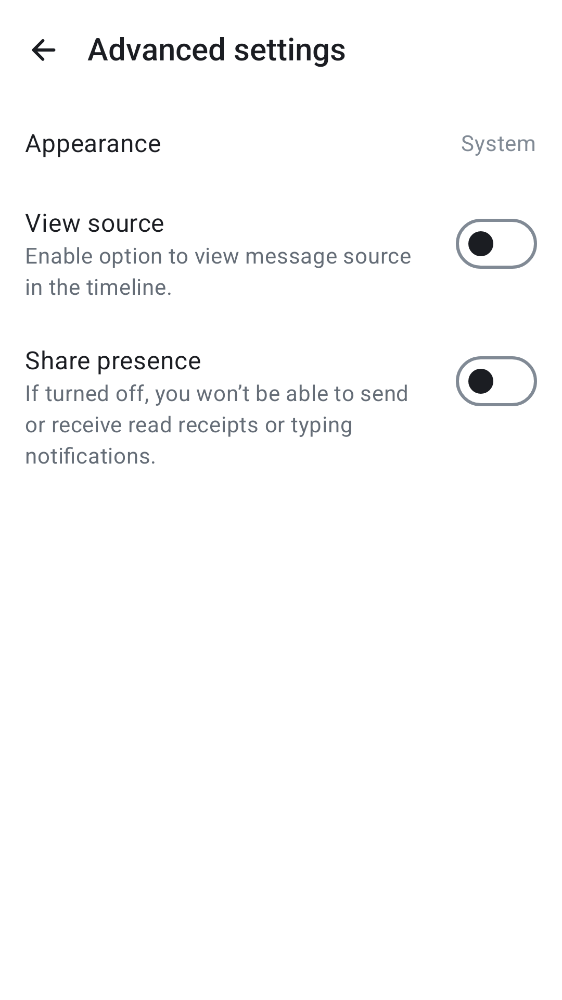 Advanced settings
Appearance
System
View source
Enable option to view message source
in the timeline.
Share presence
If turned off, you won’t be able to send
or receive read receipts or typing
notifications.